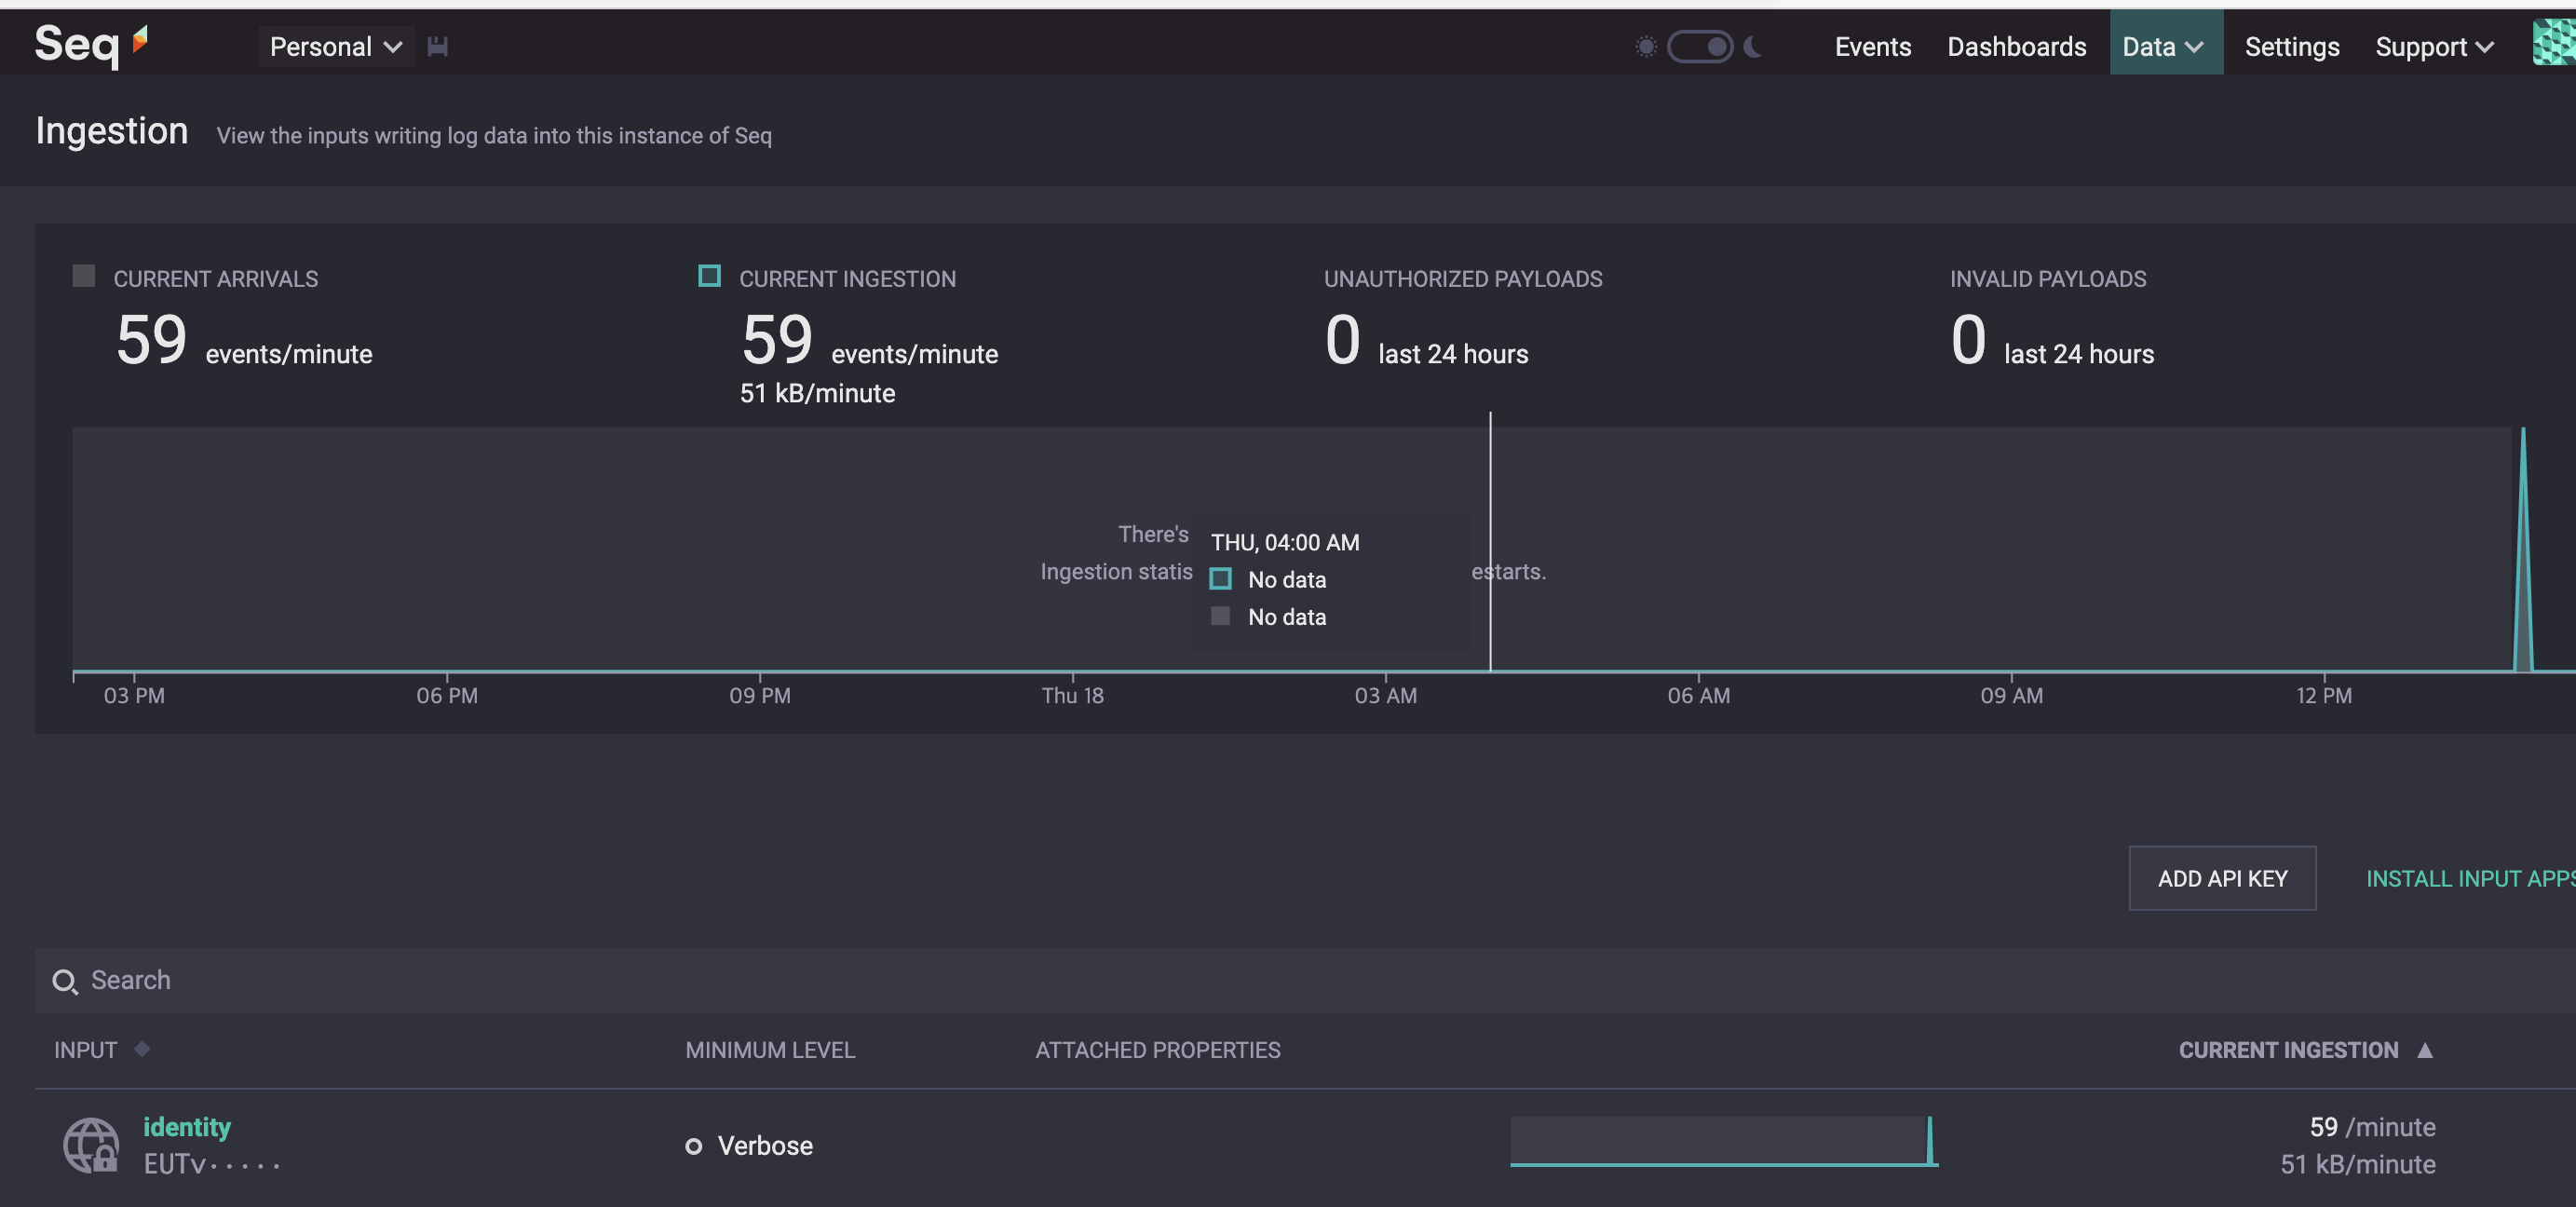 Seq
Personal
Events Dashboards Data Settings Support
Ingestion View the inputs writing log data into this instance of Seq
CURRENT ARRIVALS
59 events/minute
CURRENT INGESTION
59 events/minute
51 kB/minute
UNAUTHORIZED PAYLOADS
0 last 24 hours
INVALID PAYLOADS
0 last 24 hours
There's
Ingestion
THU, 04:00 AM
No data
No data
03 PM 06 PM 09 PM Thu 18 03 AM 06 AM 09 AM 12 PM
ADD API KEY INSTALL INPUT APPS
Search
INPUT MINIMUM LEVEL ATTACHED PROPERTIES CURRENT INGESTION
identity
EUTv·····
Verbose
59 /minute
51 kB/minute